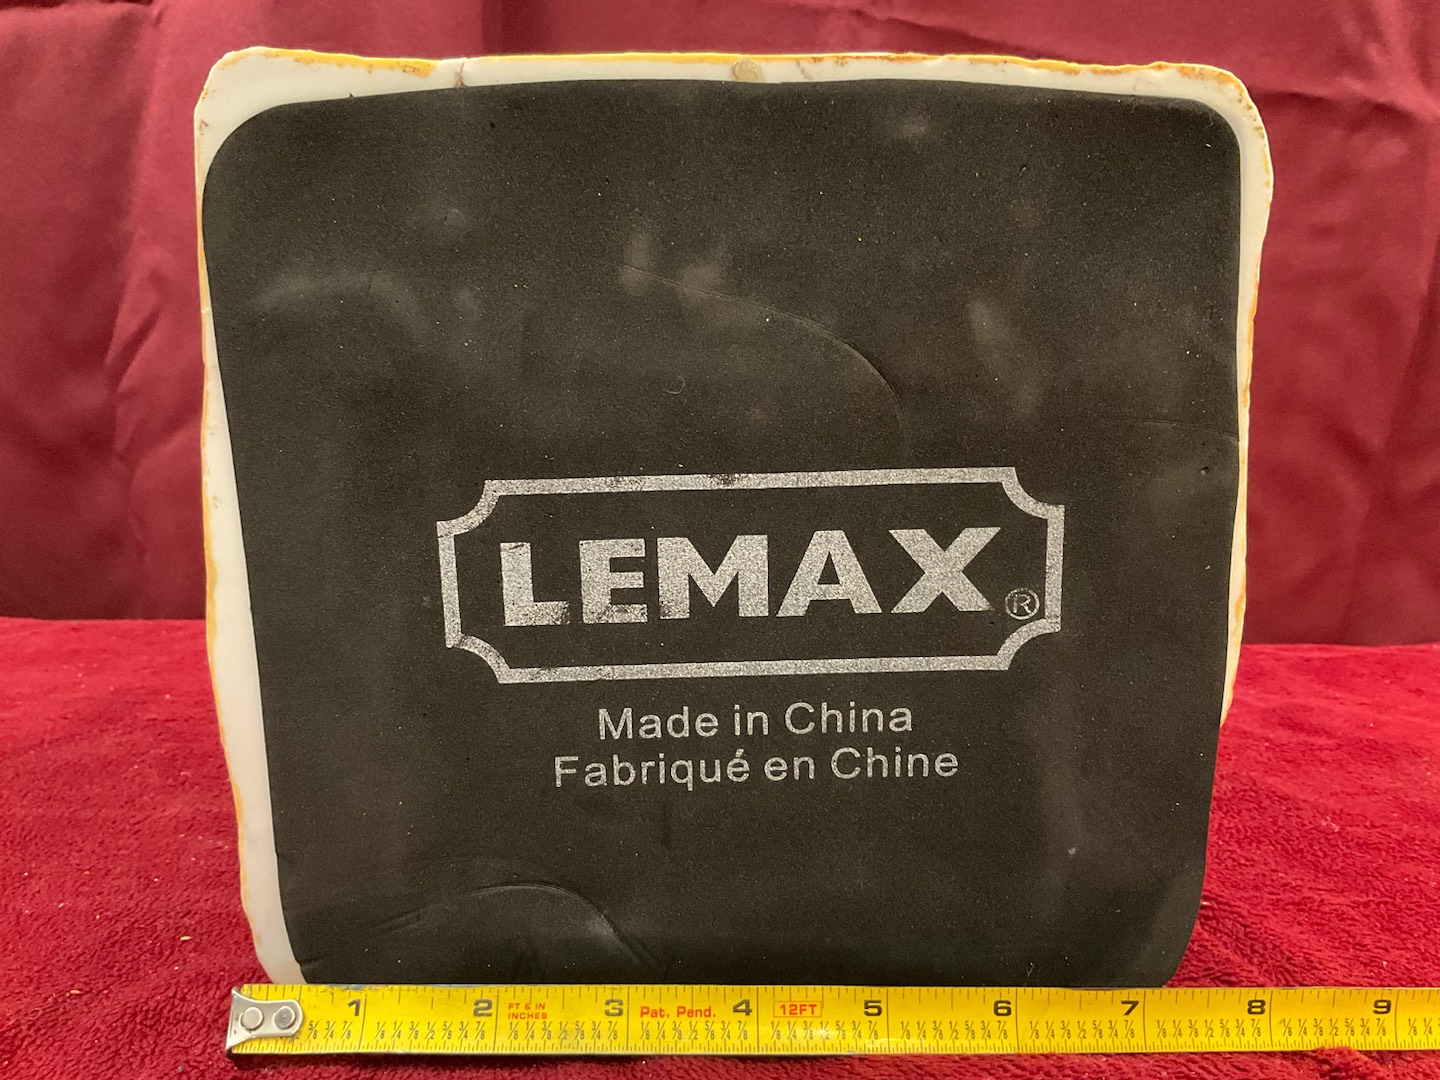 LEMAX ®
Made in China
Fabriqué en Chine
1 2 FT & IN INCHES 3 Pat. Pend. 4 12FT 5 6 7 8 9